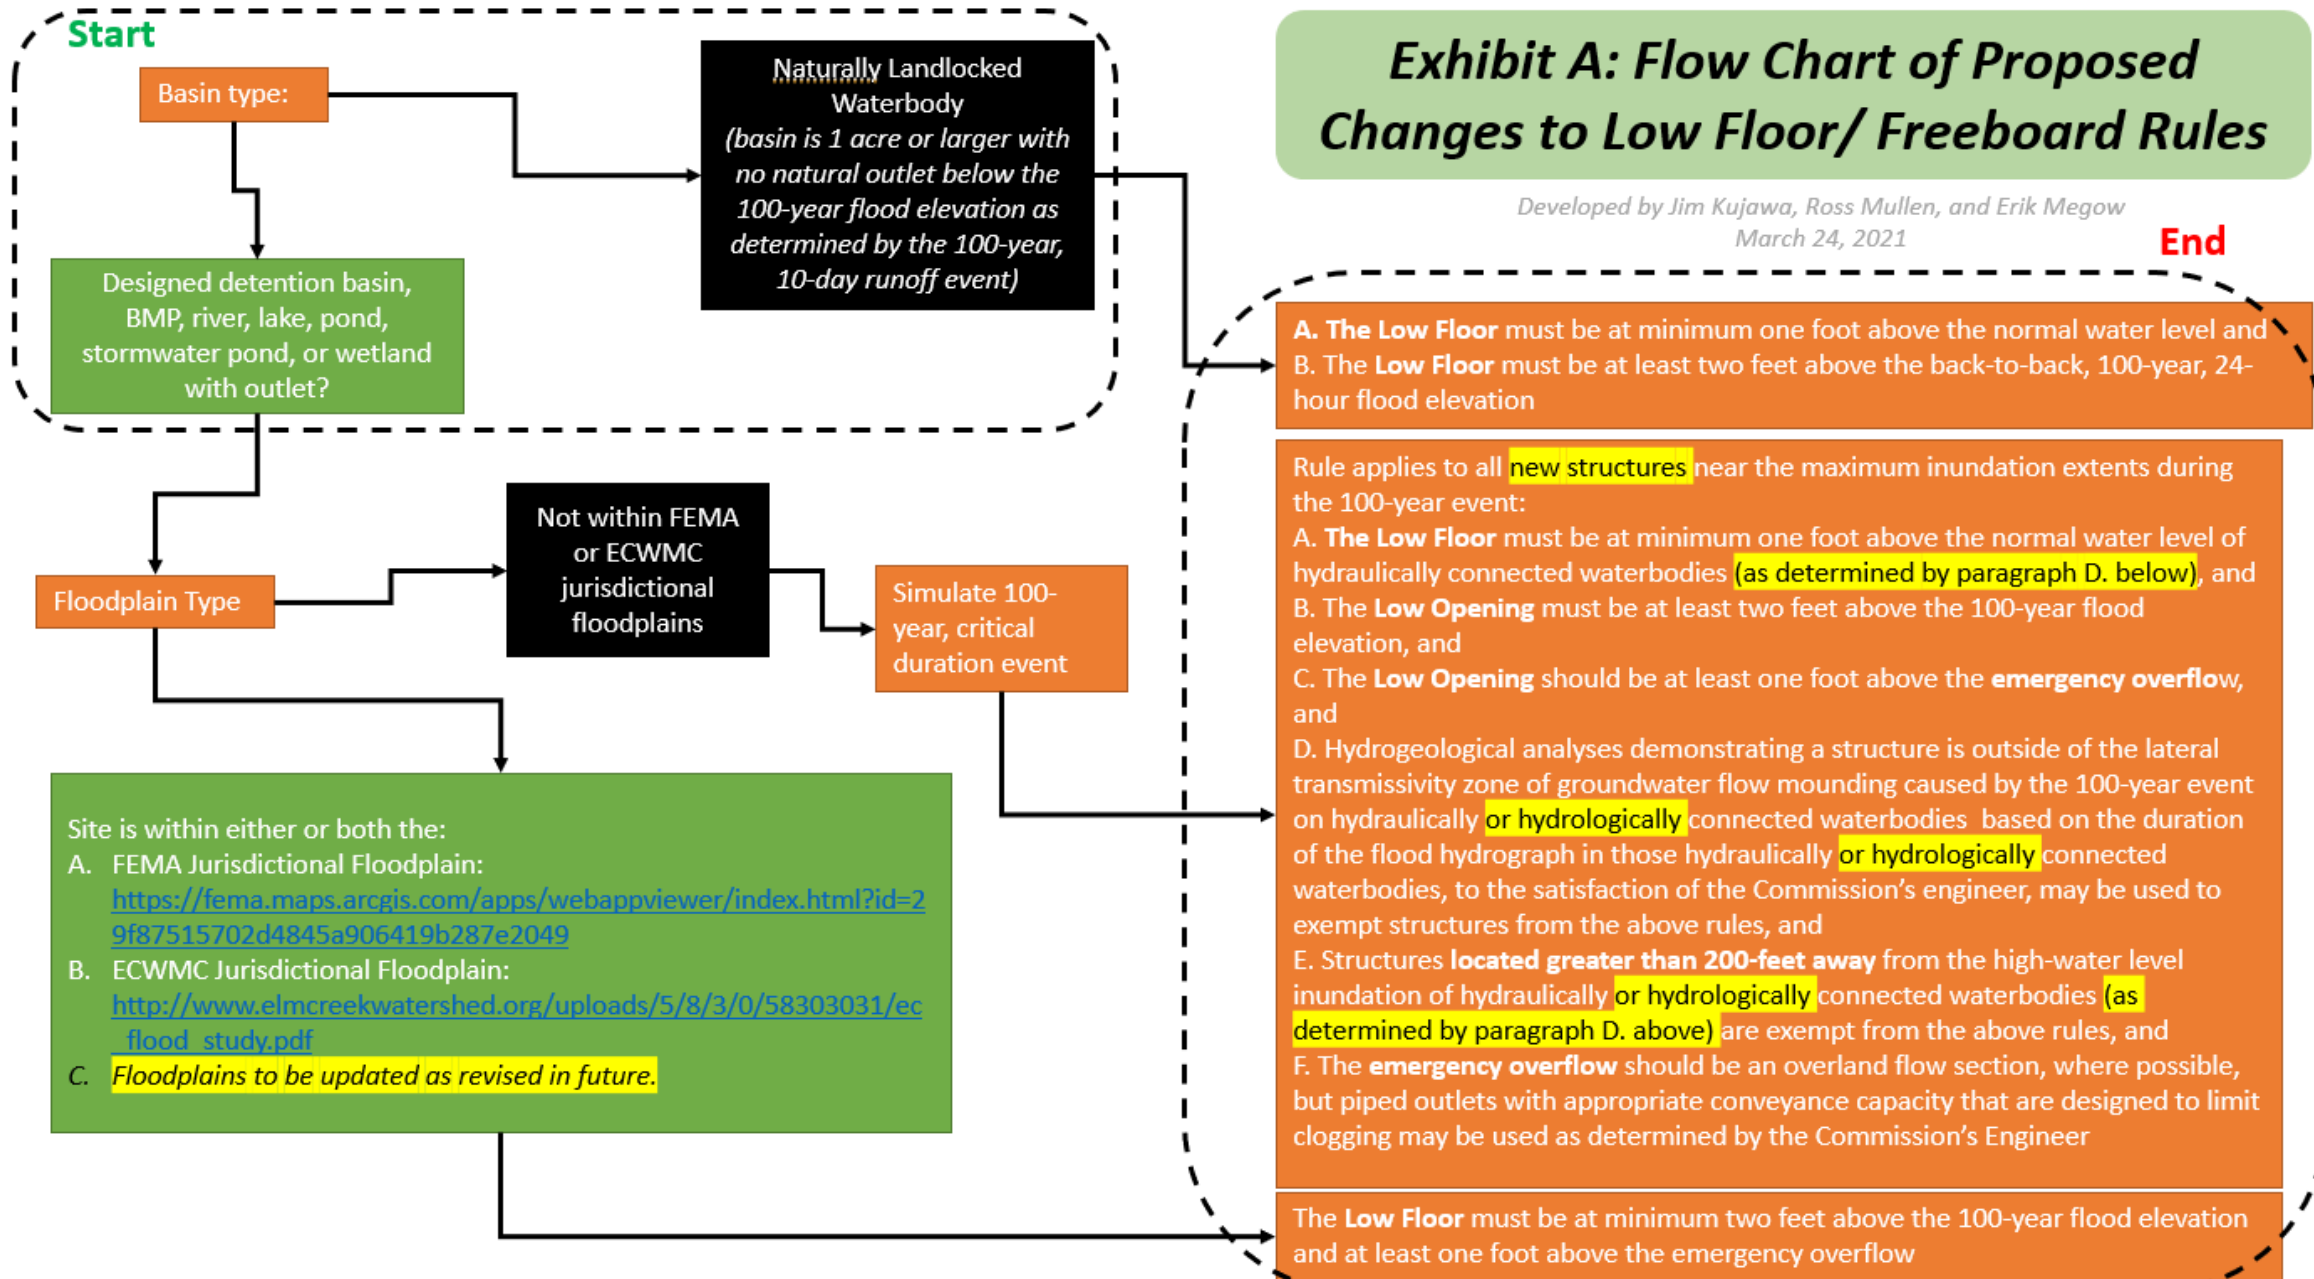 Start
Basin type:
Naturally Landlocked
Waterbody
(basin is 1 acre or larger with
no natural outlet below the
100-year flood elevation as
determined by the 100-year,
10-day runoff event)
Designed detention basin,
BMP, river, lake, pond,
stormwater pond, or wetland
with outlet?
Exhibit A: Flow Chart of Proposed
Changes to Low Floor/ Freeboard Rules
Developed by Jim Kujawa, Ross Mullen, and Erik Megow
March 24, 2021
End
Floodplain Type
Not within FEMA
or ECWMC
jurisdictional
floodplains
Simulate 100-
year, critical
duration event
Site is within either or both the:
A. FEMA Jurisdictional Floodplain:
https://fema.maps.arcgis.com/apps/webappviewer/index.html?id=2
9f87515702d4845a906419b287e2049
B. ECWMC Jurisdictional Floodplain:
http://www.elmcreekwatershed.org/uploads/5/8/3/0/58303031/ec
_flood_study.pdf
C. Floodplains to be updated as revised in future.
A. The Low Floor must be at minimum one foot above the normal water level and
B. The Low Floor must be at least two feet above the back-to-back, 100-year, 24-
hour flood elevation
Rule applies to all new structures near the maximum inundation extents during
the 100-year event:
A. The Low Floor must be at minimum one foot above the normal water level of
hydraulically connected waterbodies (as determined by paragraph D. below), and
B. The Low Opening must be at least two feet above the 100-year flood
elevation, and
C. The Low Opening should be at least one foot above the emergency overflow,
and
D. Hydrogeological analyses demonstrating a structure is outside of the lateral
transmissivity zone of groundwater flow mounding caused by the 100-year event
on hydraulically or hydrologically connected waterbodies based on the duration
of the flood hydrograph in those hydraulically or hydrologically connected
waterbodies, to the satisfaction of the Commission's engineer, may be used to
exempt structures from the above rules, and
E. Structures located greater than 200-feet away from the high-water level
inundation of hydraulically or hydrologically connected waterbodies (as
determined by paragraph D. above) are exempt from the above rules, and
F. The emergency overflow should be an overland flow section, where possible,
but piped outlets with appropriate conveyance capacity that are designed to limit
clogging may be used as determined by the Commission's Engineer
The Low Floor must be at minimum two feet above the 100-year flood elevation
and at least one foot above the emergency overflow